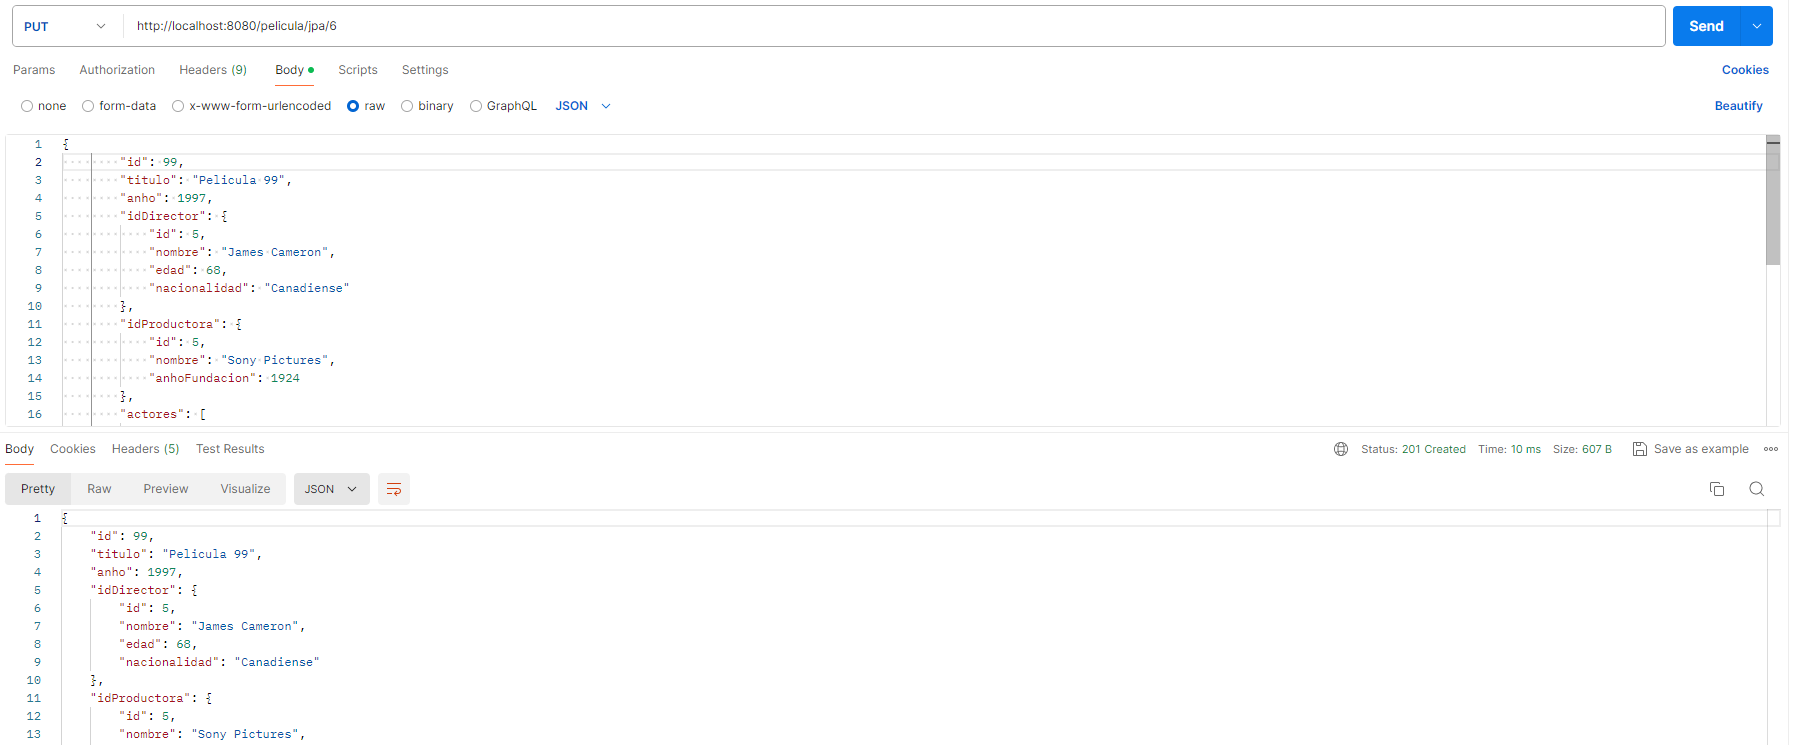 PUT http://localhost:8080/pelicula/jpa/6 Send
Params Authorization Headers (9) Body Scripts Settings Cookies
none form-data x-www-form-urlencoded raw binary GraphQL JSON Beautify
1 {
2 "id": 99,
3 "titulo": "Pelicula 99",
4 "anho": 1997,
5 "idDirector": {
6 "id": 5,
7 "nombre": "James Cameron",
8 "edad": 68,
9 "nacionalidad": "Canadiense"
10 },
11 "idProductora": {
12 "id": 5,
13 "nombre": "Sony Pictures",
14 "anhoFundacion": 1924
15 },
16 "actores": [
Body Cookies Headers (5) Test Results Status: 201 Created Time: 10 ms Size: 607 B Save as example
Pretty Raw Preview Visualize JSON
1 {
2 "id": 99,
3 "titulo": "Pelicula 99",
4 "anho": 1997,
5 "idDirector": {
6 "id": 5,
7 "nombre": "James Cameron",
8 "edad": 68,
9 "nacionalidad": "Canadiense"
10 },
11 "idProductora": {
12 "id": 5,
13 "nombre": "Sony Pictures",